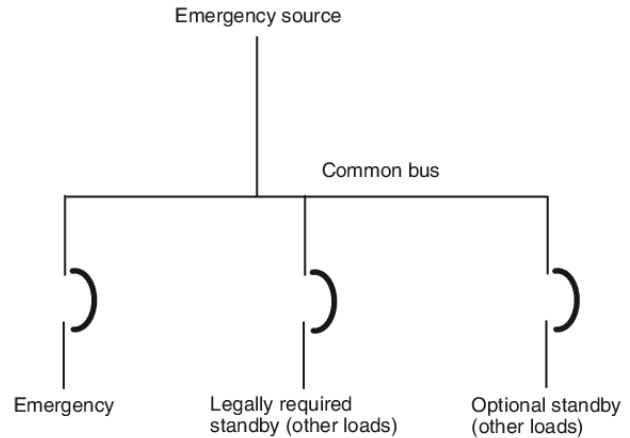 Emergency source
Common bus
Emergency
Legally required
standby (other loads)
Optional standby
(other loads)